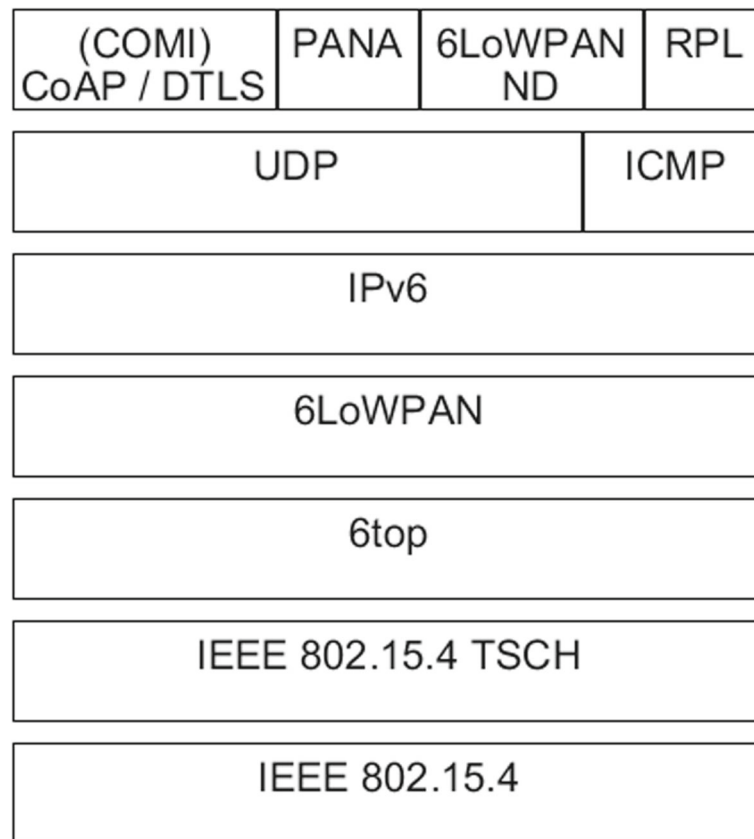 (COMI) PANA 6LoWPAN RPL
CoAP / DTLS ND
UDP ICMP
IPv6
6LoWPAN
6top
IEEE 802.15.4 TSCH
IEEE 802.15.4